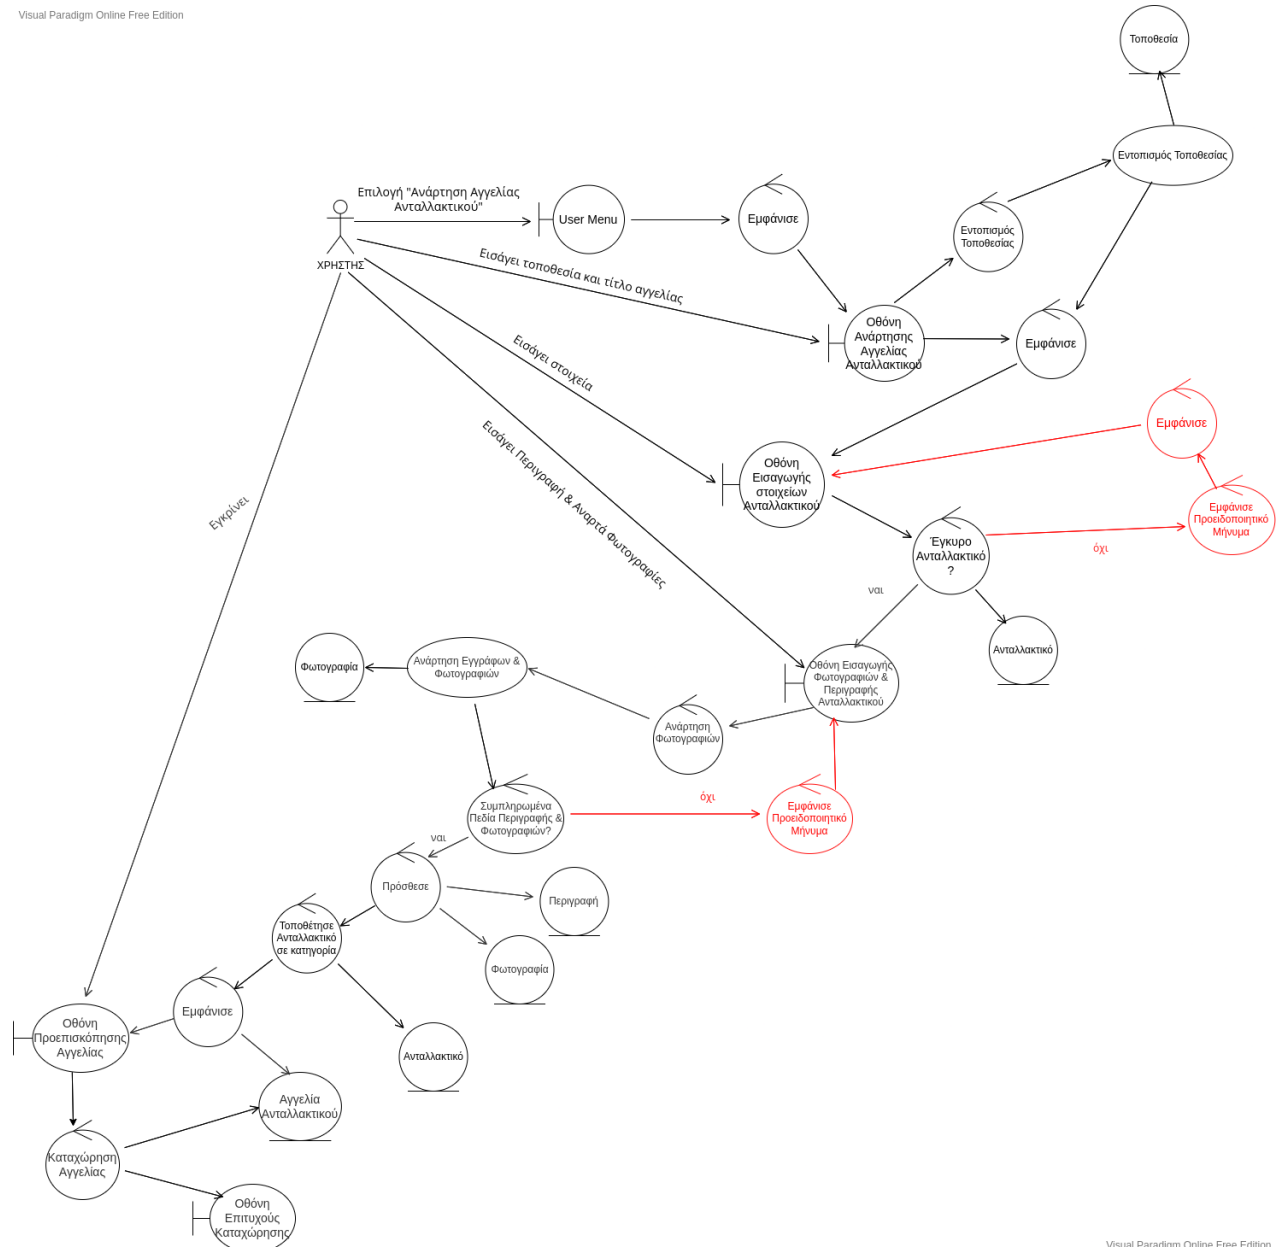 Visual Paradigm Online Free Edition
Τοποθεσία
Εντοπισμός Τοποθεσίας
Επιλογή "Ανάρτηση Αγγελίας
Ανταλλακτικού"
User Menu
Εμφάνισε
Εντοπισμός
Τοποθεσίας
ΧΡΗΣΤΗΣ
Εισάγει τοποθεσία και τίτλο αγγελίας
Οθόνη
Ανάρτησης
Αγγελίας
Ανταλλακτικού
Εμφάνισε
Εισάγει στοιχεία
Εμφάνισε
Εισάγει Περιγραφή & Αναρτά Φωτογραφίες
Οθόνη
Εισαγωγής
στοιχείων
Ανταλλακτικού
Εμφάνισε
Προειδοποιητικό
Μήνυμα
Εγκρίνει
Έγκυρο
Ανταλλακτικό
?
όχι
ναι
Ανταλλακτικό
Φωτογραφία
Ανάρτηση Εγγράφων &
Φωτογραφιών
Οθόνη Εισαγωγής
Φωτογραφιών &
Περιγραφής
Ανταλλακτικού
Ανάρτηση
Φωτογραφιών
Συμπληρωμένα
Πεδία Περιγραφής &
Φωτογραφιών?
όχι
Εμφάνισε
Προειδοποιητικό
Μήνυμα
ναι
Πρόσθεσε
Περιγραφή
Τοποθέτησε
Ανταλλακτικό
σε κατηγορία
Φωτογραφία
Εμφάνισε
Οθόνη
Προεπισκόπησης
Αγγελίας
Ανταλλακτικό
Αγγελία
Ανταλλακτικού
Καταχώρηση
Αγγελίας
Οθόνη
Επιτυχούς
Καταχώρησης
Visual Paradigm Online Free Edition